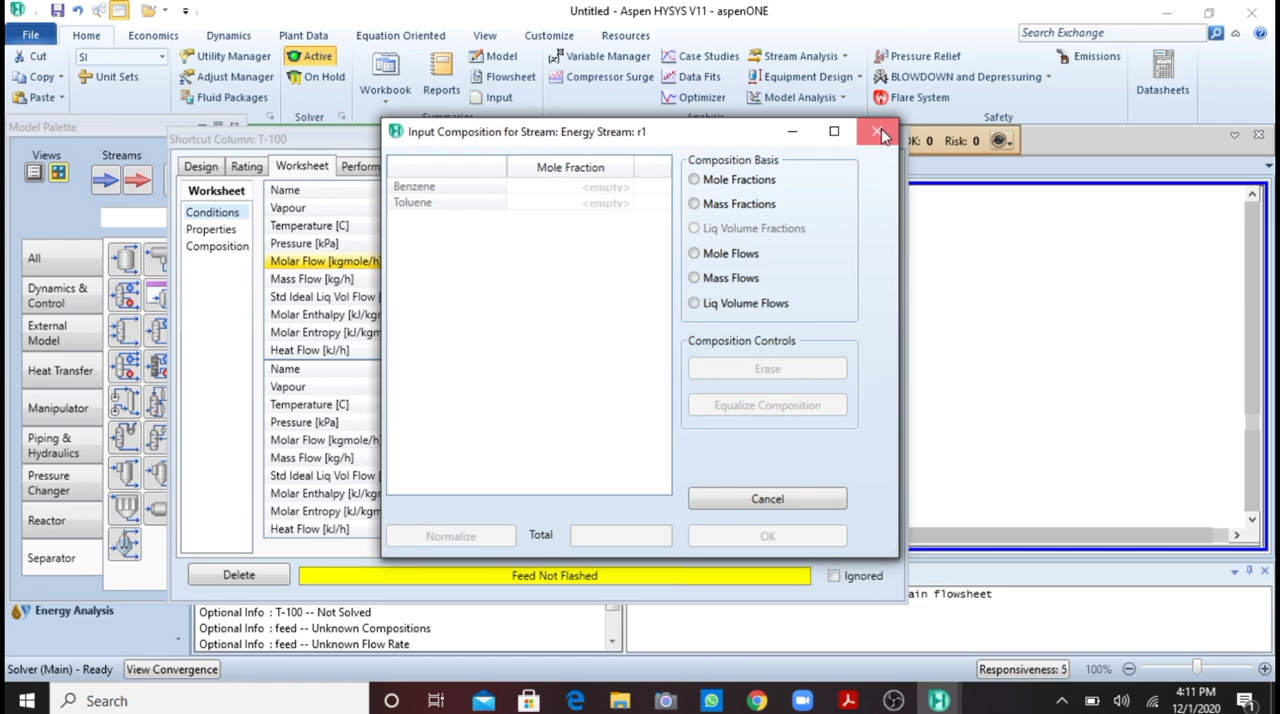 Untitled - Aspen HYSYS V11 - aspenONE
File Home Economics Dynamics Plant Data Equation Oriented View Customize Resources Search Exchange
Cut SI Utility Manager Active Model Variable Manager Case Studies Stream Analysis Pressure Relief Emissions
Copy Unit Sets Adjust Manager On Hold Workbook Reports Flowsheet Compressor Surge Data Fits Equipment Design BLOWDOWN and Depressuring Datasheets
Paste Fluid Packages Input Optimizer Model Analysis Flare System
Solver Safety
Model Palette
Shortcut Column: T-100
Input Composition for Stream: Energy Stream: r1
OK: 0 Risk: 0
Views Streams
Design Rating Worksheet Perform
Worksheet
Conditions
Properties
Composition
Name
Vapour
Temperature [C]
Pressure [kPa]
Molar Flow [kgmole/h
Mass Flow [kg/h]
Std Ideal Liq Vol Flow
Molar Enthalpy [kJ/kg
Molar Entropy [kJ/kgm
Heat Flow [kJ/h]
Name
Vapour
Temperature [C]
Pressure [kPa]
Molar Flow [kgmole/h
Mass Flow [kg/h]
Std Ideal Liq Vol Flow
Molar Enthalpy [kJ/kg
Molar Entropy [kJ/kgm
Heat Flow [kJ/h]
Mole Fraction
Benzene <empty>
Toluene <empty>
Composition Basis
Mole Fractions
Mass Fractions
Liq Volume Fractions
Mole Flows
Mass Flows
Liq Volume Flows
Composition Controls
Erase
Equalize Composition
Cancel
Normalize Total OK
All
Dynamics &
Control
External
Model
Heat Transfer
Manipulator
Piping &
Hydraulics
Pressure
Changer
Reactor
Separator
Delete Feed Not Flashed Ignored
Energy Analysis
Optional Info : T-100 -- Not Solved
Optional Info : feed -- Unknown Compositions
Optional Info : feed -- Unknown Flow Rate
ain flowsheet
Solver (Main) - Ready View Convergence Responsiveness: 5 100%
Search
4:11 PM
12/1/2020
1